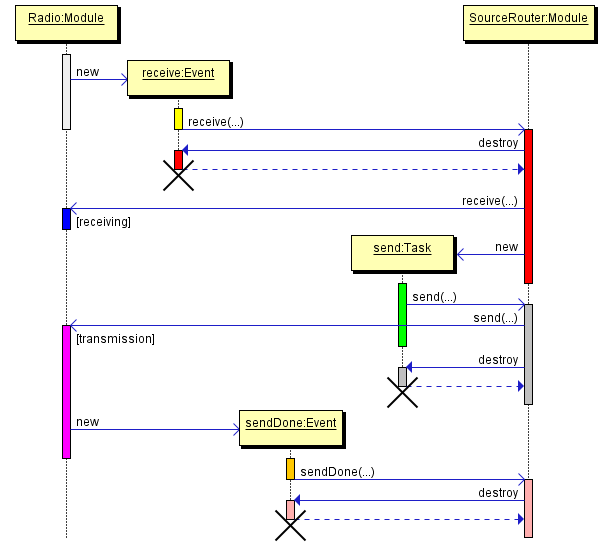 Radio:Module
SourceRouter:Module
new
receive:Event
receive(...)
destroy
receive(...)
[receiving]
send:Task
new
send(...)
send(...)
[transmission]
destroy
new
sendDone:Event
sendDone(...)
destroy